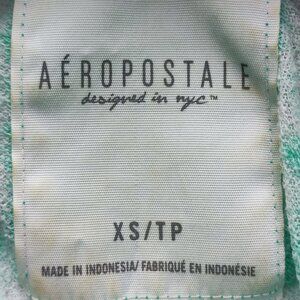 AÉROPOSTALE
designed in nyc™
XS/TP
MADE IN INDONESIA/ FABRIQUÉ EN INDONÉSIE